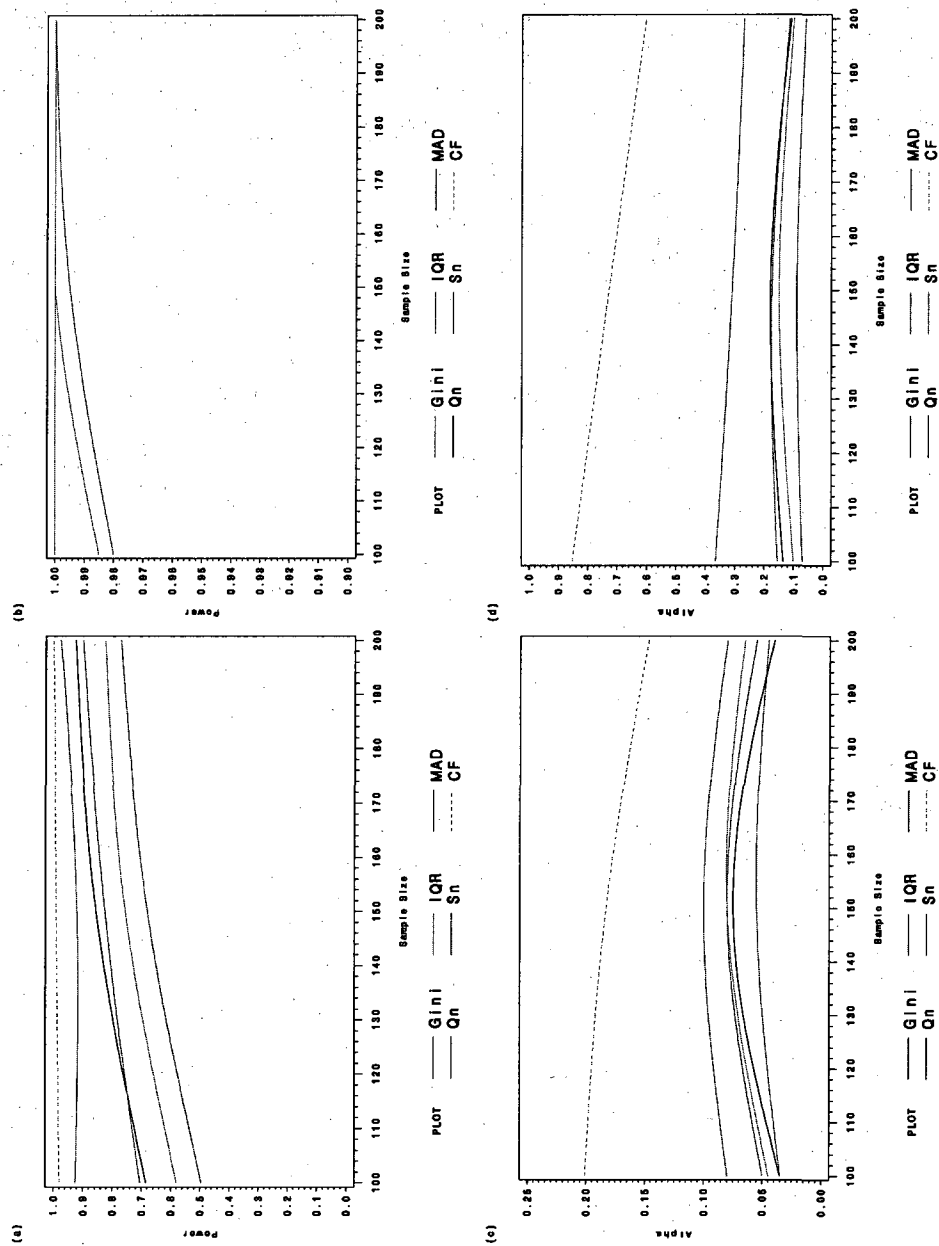 (a)
Power
1.0
0.9
0.8
0.7
0.6
0.5
0.4
0.3
0.2
0.1
0.0
100 110 120 130 140 150 160 170 180 190 200
Sample Size
PLOT Gini IQR MAD
Qn Sn CF
(b)
Power
1.00
0.99
0.98
0.97
0.96
0.95
0.94
0.93
0.92
0.91
0.90
100 110 120 130 140 150 160 170 180 190 200
Sample Size
PLOT Gini IQR MAD
Qn Sn CF
(c)
Alpha
0.25
0.20
0.15
0.10
0.05
0.00
100 110 120 130 140 150 160 170 180 190 200
Sample Size
PLOT Gini IQR MAD
Qn Sn CF
(d)
Alpha
1.0
0.9
0.8
0.7
0.6
0.5
0.4
0.3
0.2
0.1
0.0
100 110 120 130 140 150 160 170 180 190 200
Sample Size
PLOT Gini IQR MAD
Qn Sn CF